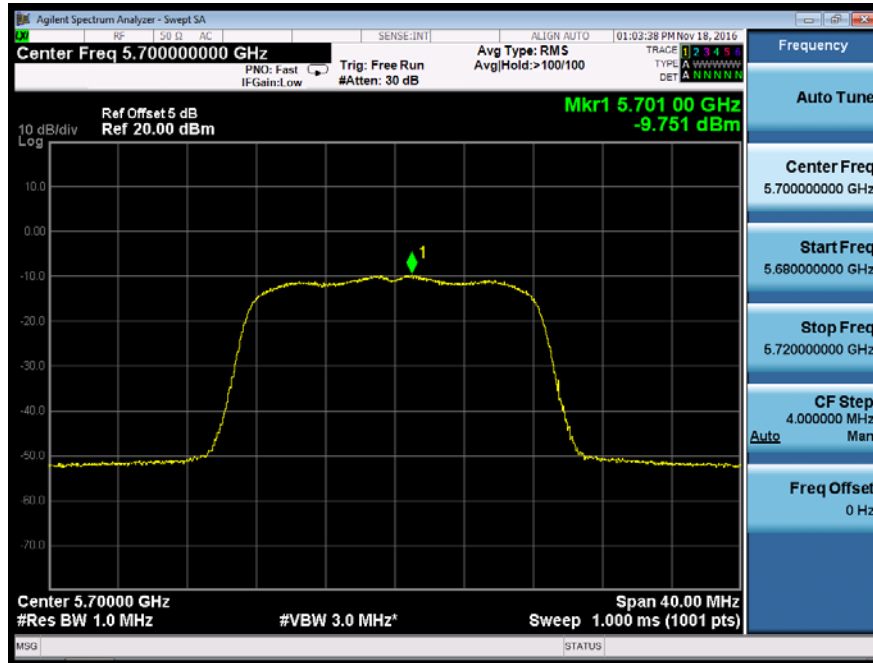 Agilent Spectrum Analyzer - Swept SA
LXI RF 50 Ω AC SENSE:INT ALIGN AUTO 01:03:38 PM Nov 18, 2016
Center Freq 5.700000000 GHz
PNO: Fast
IFGain:Low
Trig: Free Run
#Atten: 30 dB
Avg Type: RMS
Avg|Hold:>100/100
TRACE 1 2 3 4 5 6
TYPE A WWWWW
DET A N N N N N
Ref Offset 5 dB
10 dB/div Ref 20.00 dBm
Log
Mkr1 5.701 00 GHz
-9.751 dBm
10.0
0.00
-10.0
-20.0
-30.0
-40.0
-50.0
-60.0
-70.0
1
Center 5.70000 GHz Span 40.00 MHz
#Res BW 1.0 MHz #VBW 3.0 MHz* Sweep 1.000 ms (1001 pts)
MSG STATUS
Frequency
Auto Tune
Center Freq
5.700000000 GHz
Start Freq
5.680000000 GHz
Stop Freq
5.720000000 GHz
CF Step
4.000000 MHz
Auto Man
Freq Offset
0 Hz